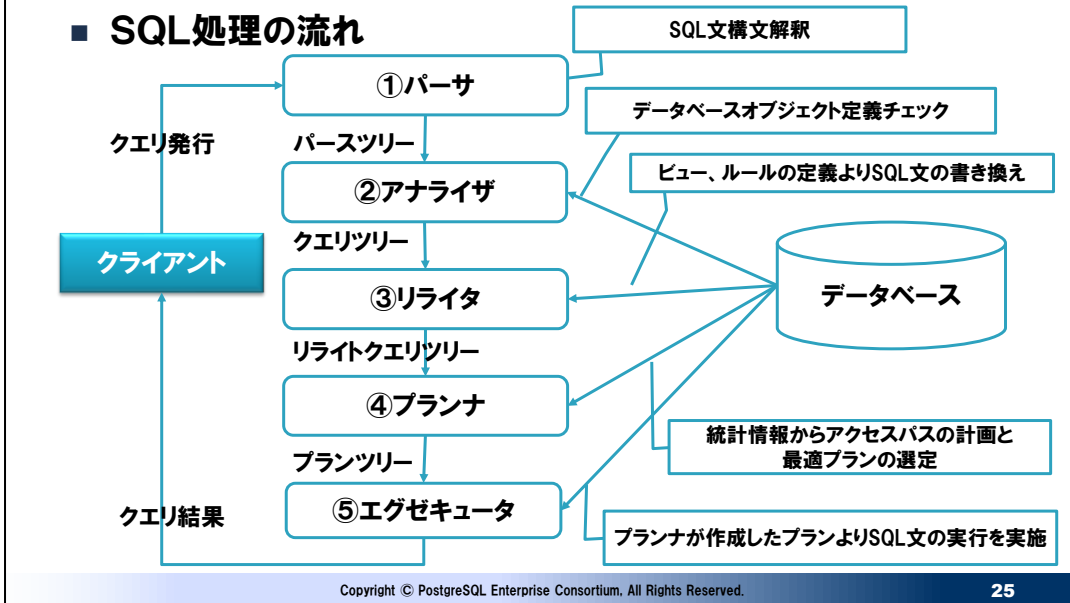 ■ SQL処理の流れ
SQL文構文解釈
①パーサ
データベースオブジェクト定義チェック
クエリ発行
パースツリー
ビュー、ルールの定義よりSQL文の書き換え
②アナライザ
クエリツリー
クライアント
③リライタ
データベース
リライトクエリツリー
④プランナ
統計情報からアクセスパスの計画と
最適プランの選定
プランツリー
クエリ結果
⑤エグゼキュータ
プランナが作成したプランよりSQL文の実行を実施
Copyright © PostgreSQL Enterprise Consortium, All Rights Reserved.
25